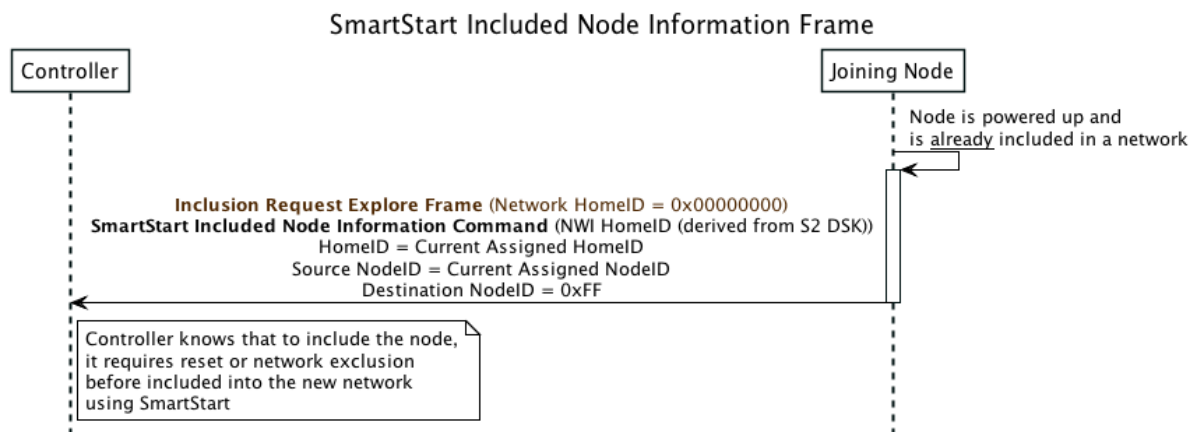 SmartStart Included Node Information Frame
Controller
Joining Node
Node is powered up and
is already included in a network
Inclusion Request Explore Frame (Network HomeID = 0x00000000)
SmartStart Included Node Information Command (NWI HomeID (derived from S2 DSK))
HomeID = Current Assigned HomeID
Source NodeID = Current Assigned NodeID
Destination NodeID = 0xFF
Controller knows that to include the node,
it requires reset or network exclusion
before included into the new network
using SmartStart